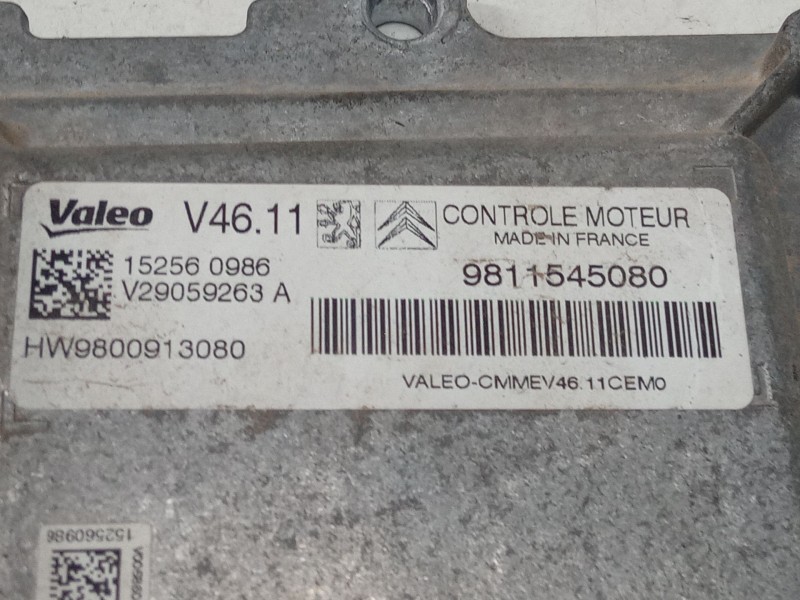 Valeo V46.11 CONTROLE MOTEUR
MADE IN FRANCE
15256 0986
V29059263 A
9811545080
HW9800913080
VALEO-CMMEV46.11CEM0
152560986